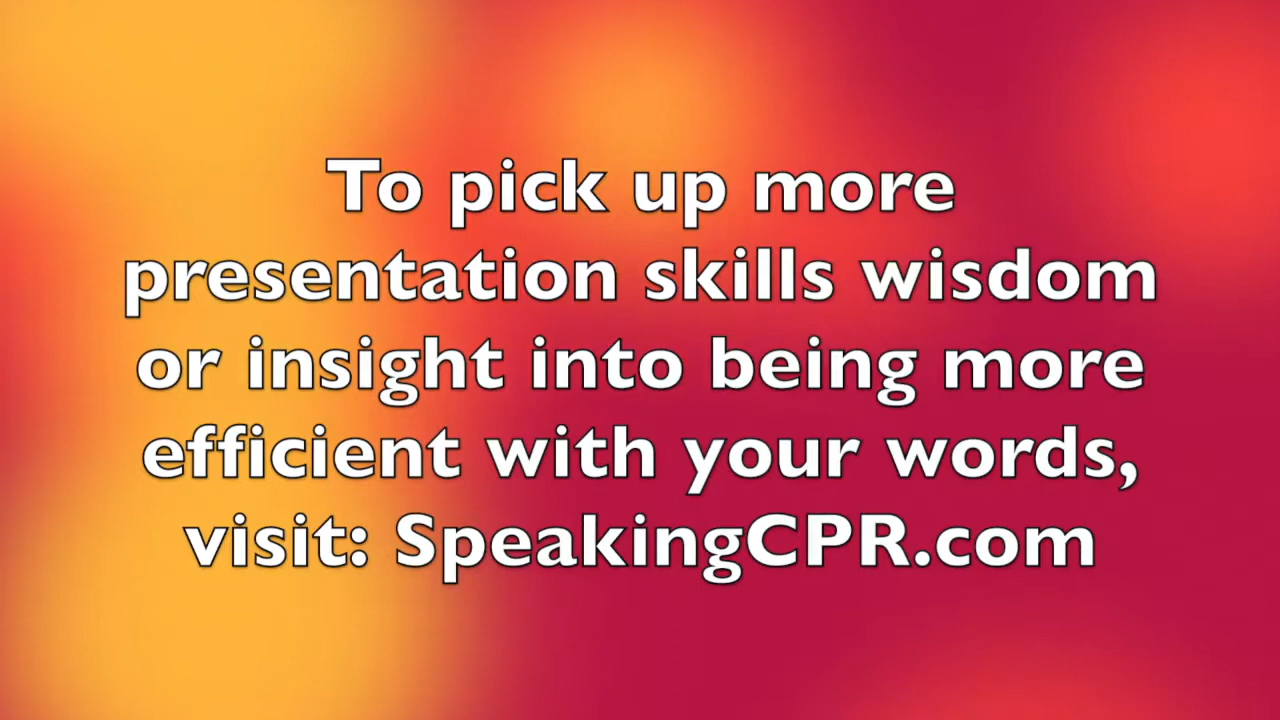 To pick up more
presentation skills wisdom
or insight into being more
efficient with your words,
visit: SpeakingCPR.com